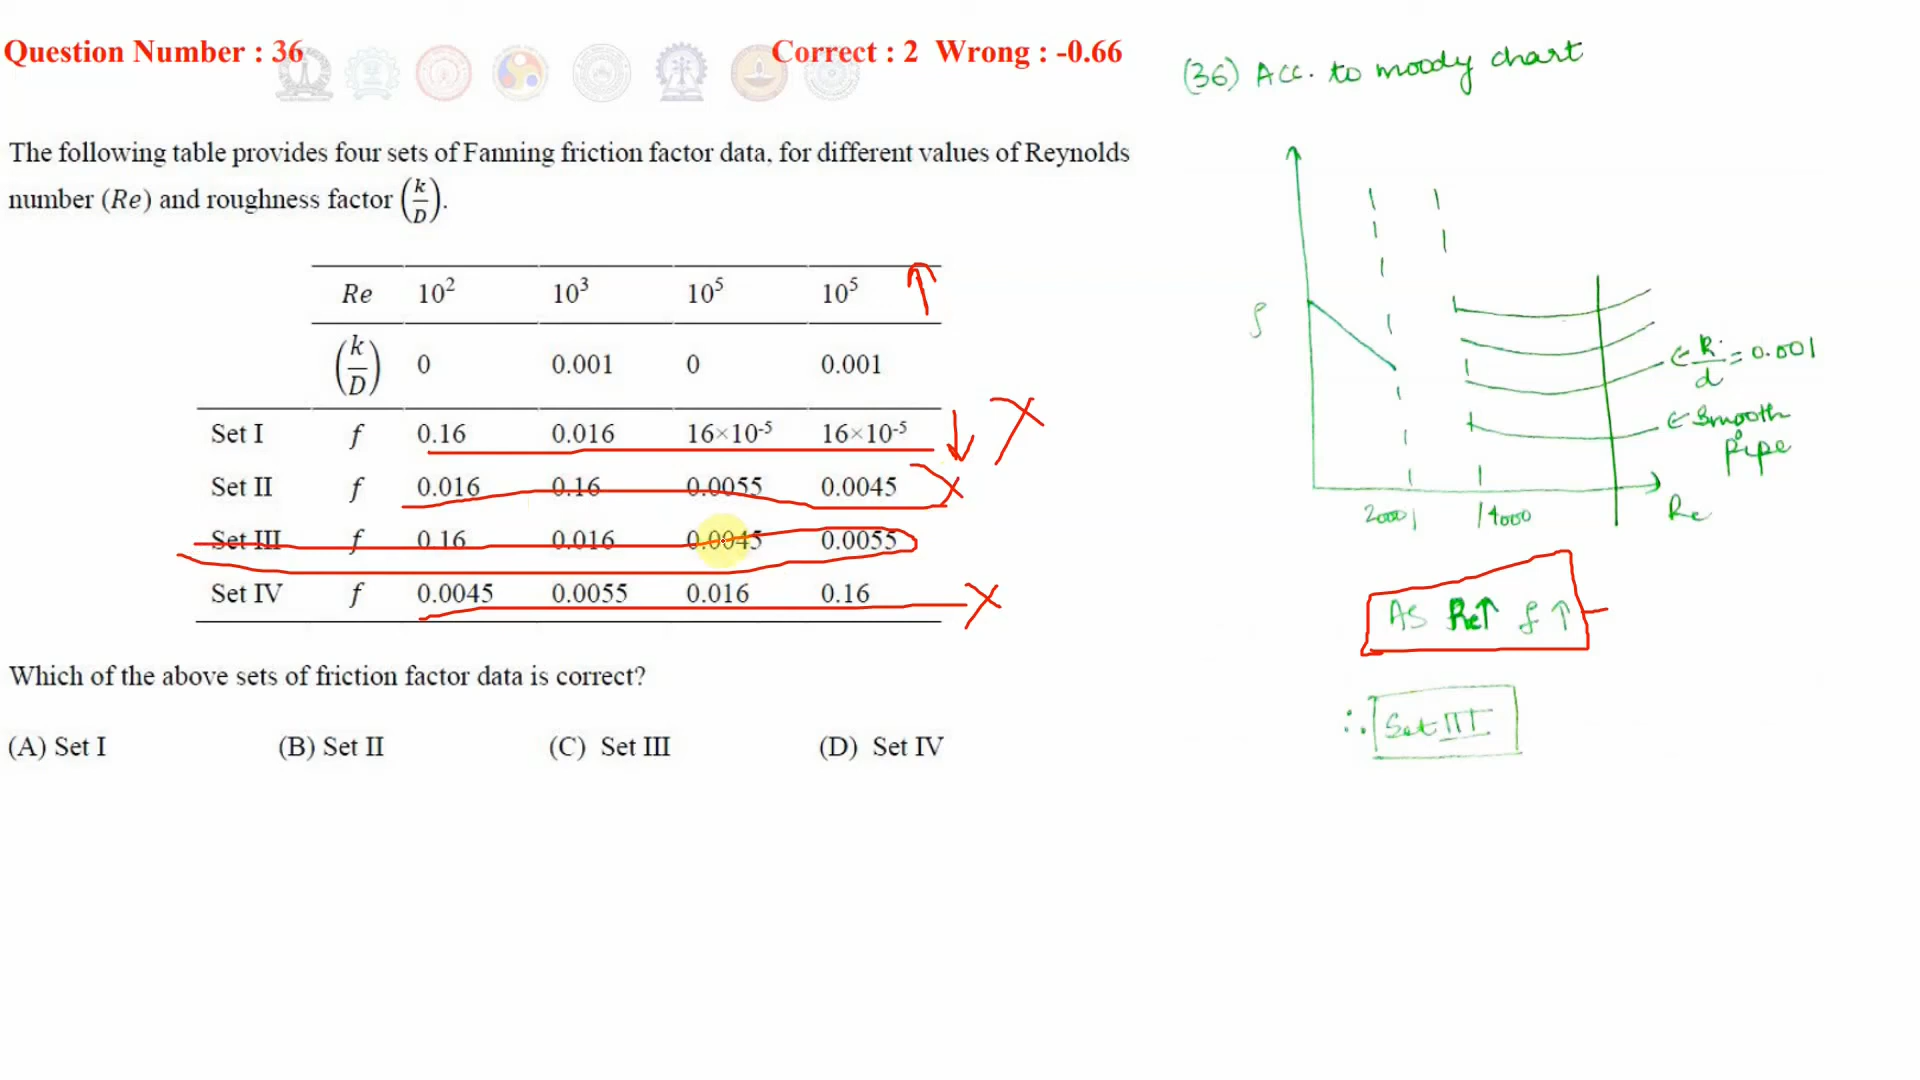 Question Number : 36 Correct : 2 Wrong : -0.66
The following table provides four sets of Fanning friction factor data, for different values of Reynolds
number (Re) and roughness factor (k/D).
Re 10² 10³ 10⁵ 10⁵
(k/D) 0 0.001 0 0.001
Set I f 0.16 0.016 16×10⁻⁵ 16×10⁻⁵
Set II f 0.016 0.16 0.0055 0.0045
Set III f 0.16 0.016 0.0045 0.0055
Set IV f 0.0045 0.0055 0.016 0.16
Which of the above sets of friction factor data is correct?
(A) Set I (B) Set II (C) Set III (D) Set IV
(36) Acc. to moody chart
f
← k/d = 0.001
← Smooth
pipe
2000 4000 Re
As Re↑ f ↑
∴ Set III